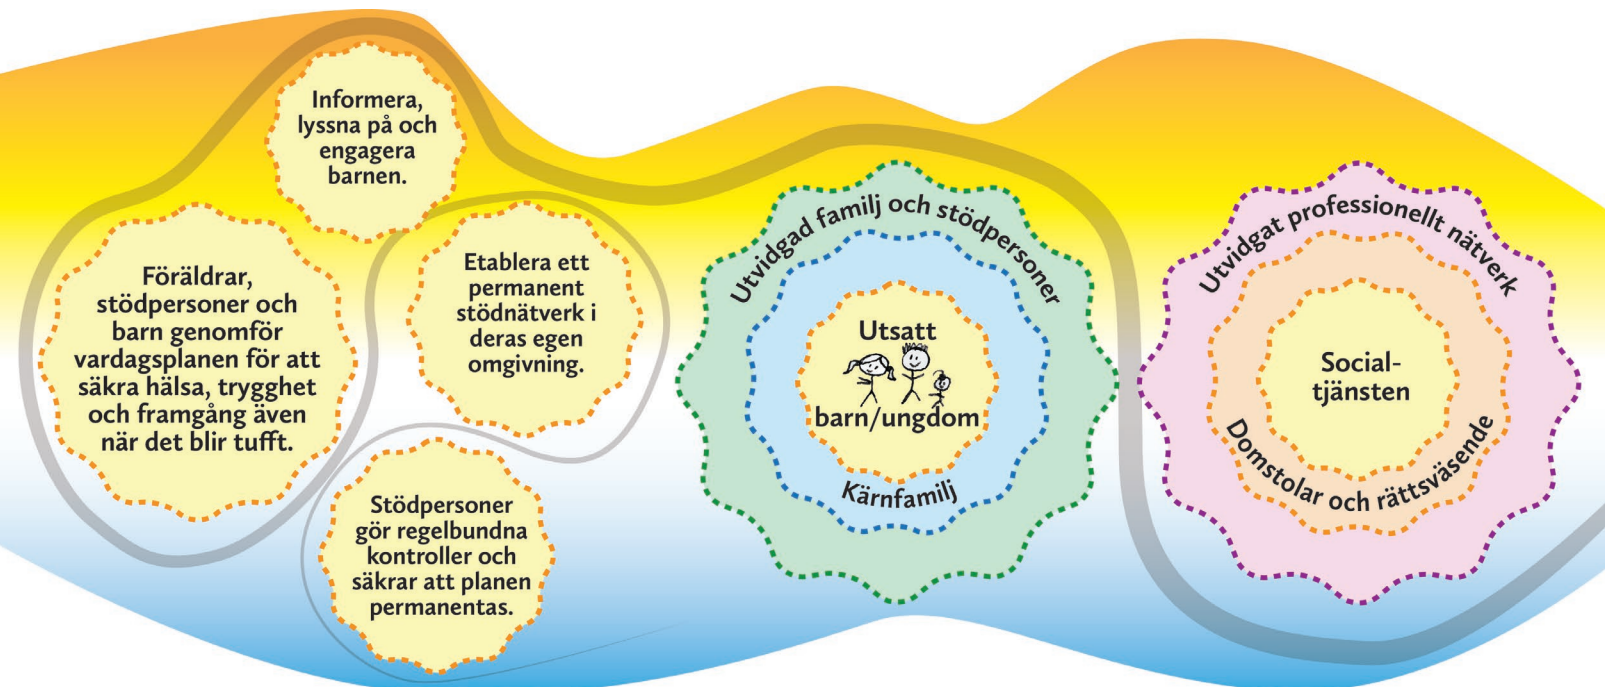 Informera,
lyssna på och
engagera
barnen.
Föräldrar,
stödpersoner och
barn genomför
vardagsplanen för att
säkra hälsa, trygghet
och framgång även
när det blir tufft.
Etablera ett
permanent
stödnätverk i
deras egen
omgivning.
Stödpersoner
gör regelbundna
kontroller och
säkrar att planen
permanentas.
Utvidgad familj och stödpersoner
Utsatt
barn/ungdom
Kärnfamilj
Utvidgat professionellt nätverk
Social-
tjänsten
Domstolar och rättsväsende